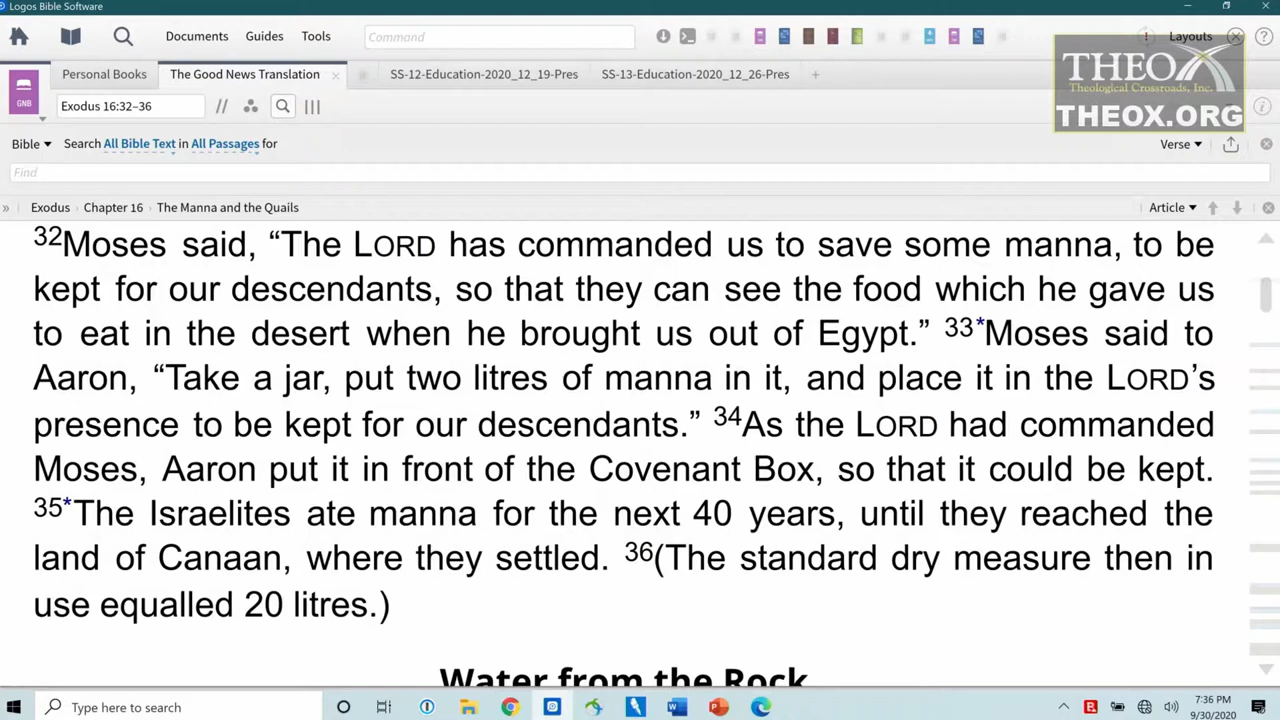 Logos Bible Software
Documents Guides Tools Command Layouts
Personal Books The Good News Translation SS-12-Education-2020_12_19-Pres SS-13-Education-2020_12_26-Pres
THEOX
Theological Crossroads, Inc.
THEOX.ORG
GNB Exodus 16:32–36
Bible Search All Bible Text in All Passages for Verse
Find
Exodus Chapter 16 The Manna and the Quails Article
32Moses said, “The LORD has commanded us to save some manna, to be
kept for our descendants, so that they can see the food which he gave us
to eat in the desert when he brought us out of Egypt.” 33*Moses said to
Aaron, “Take a jar, put two litres of manna in it, and place it in the LORD’s
presence to be kept for our descendants.” 34As the LORD had commanded
Moses, Aaron put it in front of the Covenant Box, so that it could be kept.
35*The Israelites ate manna for the next 40 years, until they reached the
land of Canaan, where they settled. 36(The standard dry measure then in
use equalled 20 litres.)
Water from the Rock
Type here to search
7:36 PM
9/30/2020